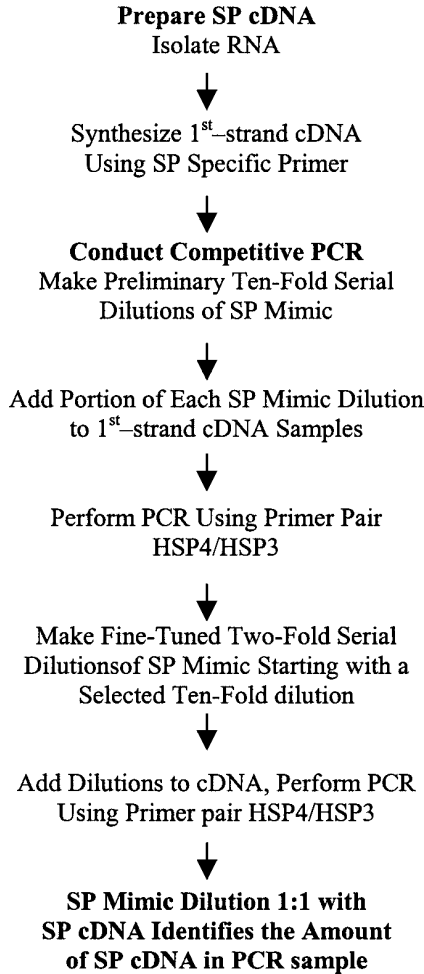 Prepare SP cDNA
Isolate RNA
Synthesize 1st–strand cDNA
Using SP Specific Primer
Conduct Competitive PCR
Make Preliminary Ten-Fold Serial
Dilutions of SP Mimic
Add Portion of Each SP Mimic Dilution
to 1st–strand cDNA Samples
Perform PCR Using Primer Pair
HSP4/HSP3
Make Fine-Tuned Two-Fold Serial
Dilutionsof SP Mimic Starting with a
Selected Ten-Fold dilution
Add Dilutions to cDNA, Perform PCR
Using Primer pair HSP4/HSP3
SP Mimic Dilution 1:1 with
SP cDNA Identifies the Amount
of SP cDNA in PCR sample